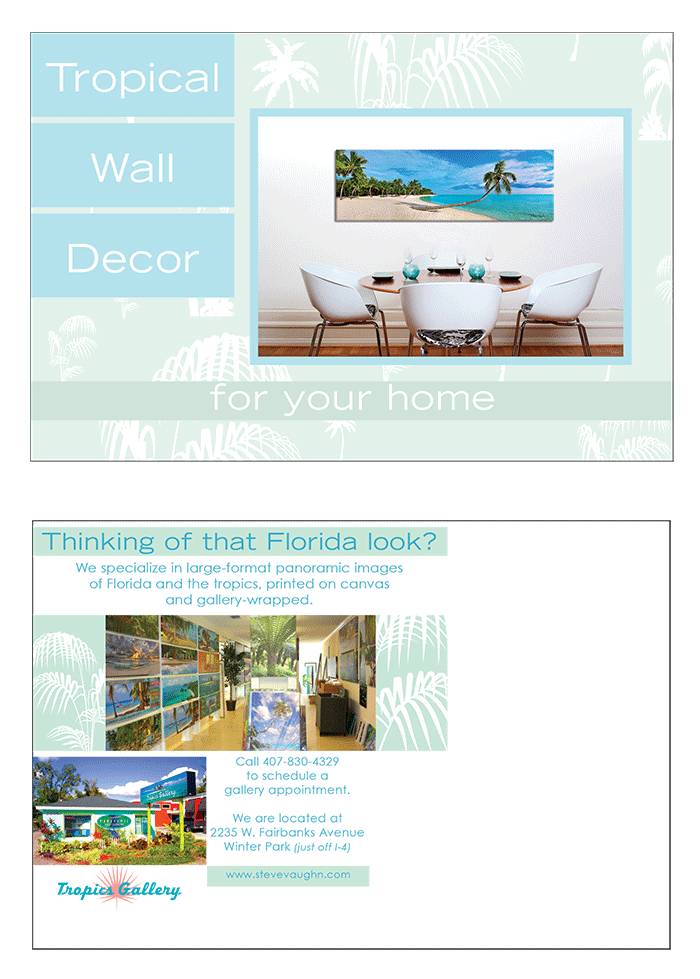 Tropical
Wall
Decor
for your home
Thinking of that Florida look?
We specialize in large-format panoramic images
of Florida and the tropics, printed on canvas
and gallery-wrapped.
Tropics Gallery
Call 407-830-4329
to schedule a
gallery appointment.
We are located at
2235 W. Fairbanks Avenue
Winter Park (just off I-4)
www.stevevaughn.com
Tropics Gallery